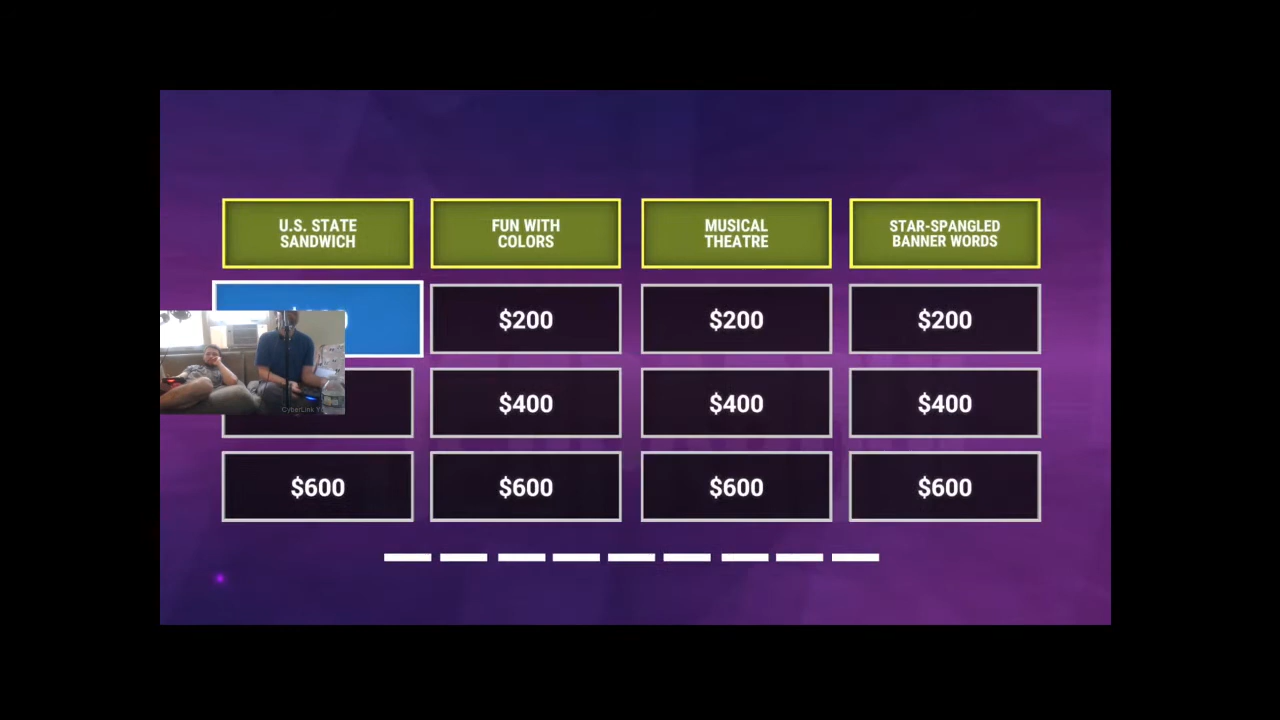 U.S. STATE
SANDWICH
FUN WITH
COLORS
MUSICAL
THEATRE
STAR-SPANGLED
BANNER WORDS
$200
$200
$200
$400
$400
$400
$600
$600
$600
$600
CyberLink